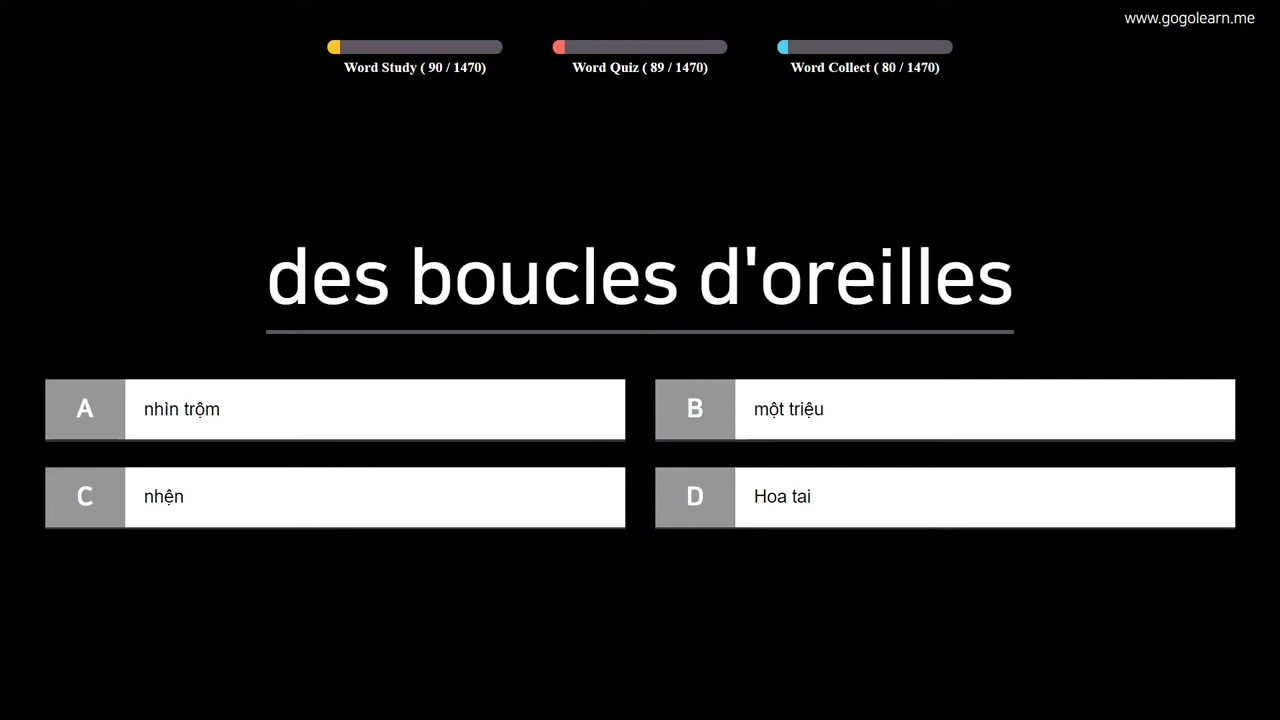 www.gogolearn.me
Word Study ( 90 / 1470)
Word Quiz ( 89 / 1470)
Word Collect ( 80 / 1470)
des boucles d'oreilles
A nhìn trộm
B một triệu
C nhện
D Hoa tai